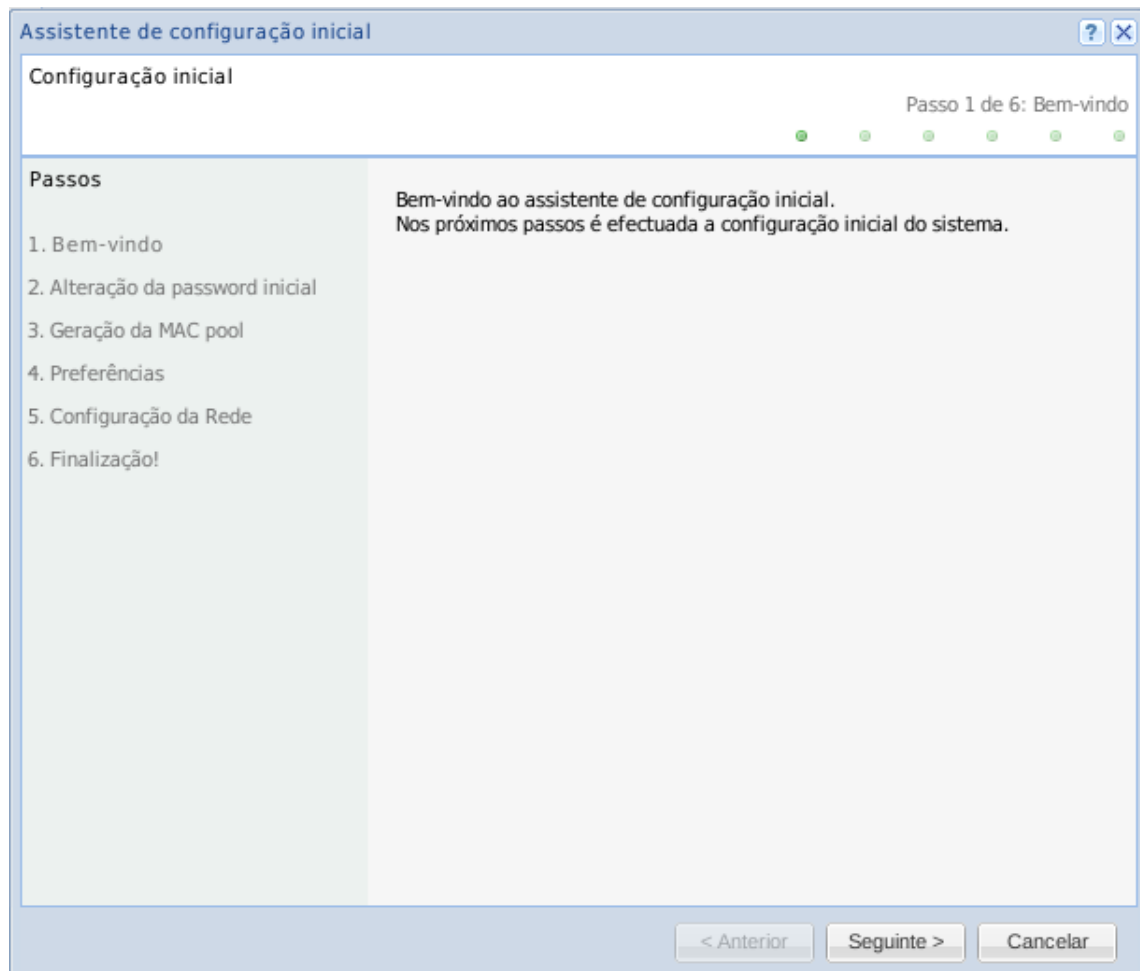 Assistente de configuração inicial
?
Configuração inicial
Passo 1 de 6: Bem-vindo
Passos
1. Bem-vindo
2. Alteração da password inicial
3. Geração da MAC pool
4. Preferências
5. Configuração da Rede
6. Finalização!
Bem-vindo ao assistente de configuração inicial.
Nos próximos passos é efectuada a configuração inicial do sistema.
< Anterior
Seguinte >
Cancelar